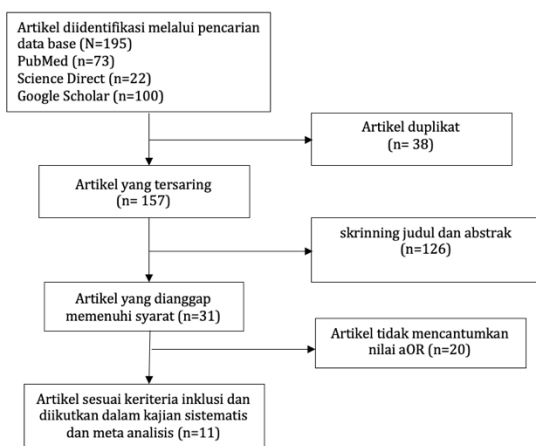 Artikel diidentifikasi melalui pencarian
data base (N=195)
PubMed (n=73)
Science Direct (n=22)
Google Scholar (n=100)
Artikel duplikat
(n= 38)
Artikel yang tersaring
(n= 157)
skrinning judul dan abstrak
(n=126)
Artikel yang dianggap
memenuhi syarat (n=31)
Artikel tidak mencantumkan
nilai aOR (n=20)
Artikel sesuai keriteria inklusi dan
diikutkan dalam kajian sistematis
dan meta analisis (n=11)